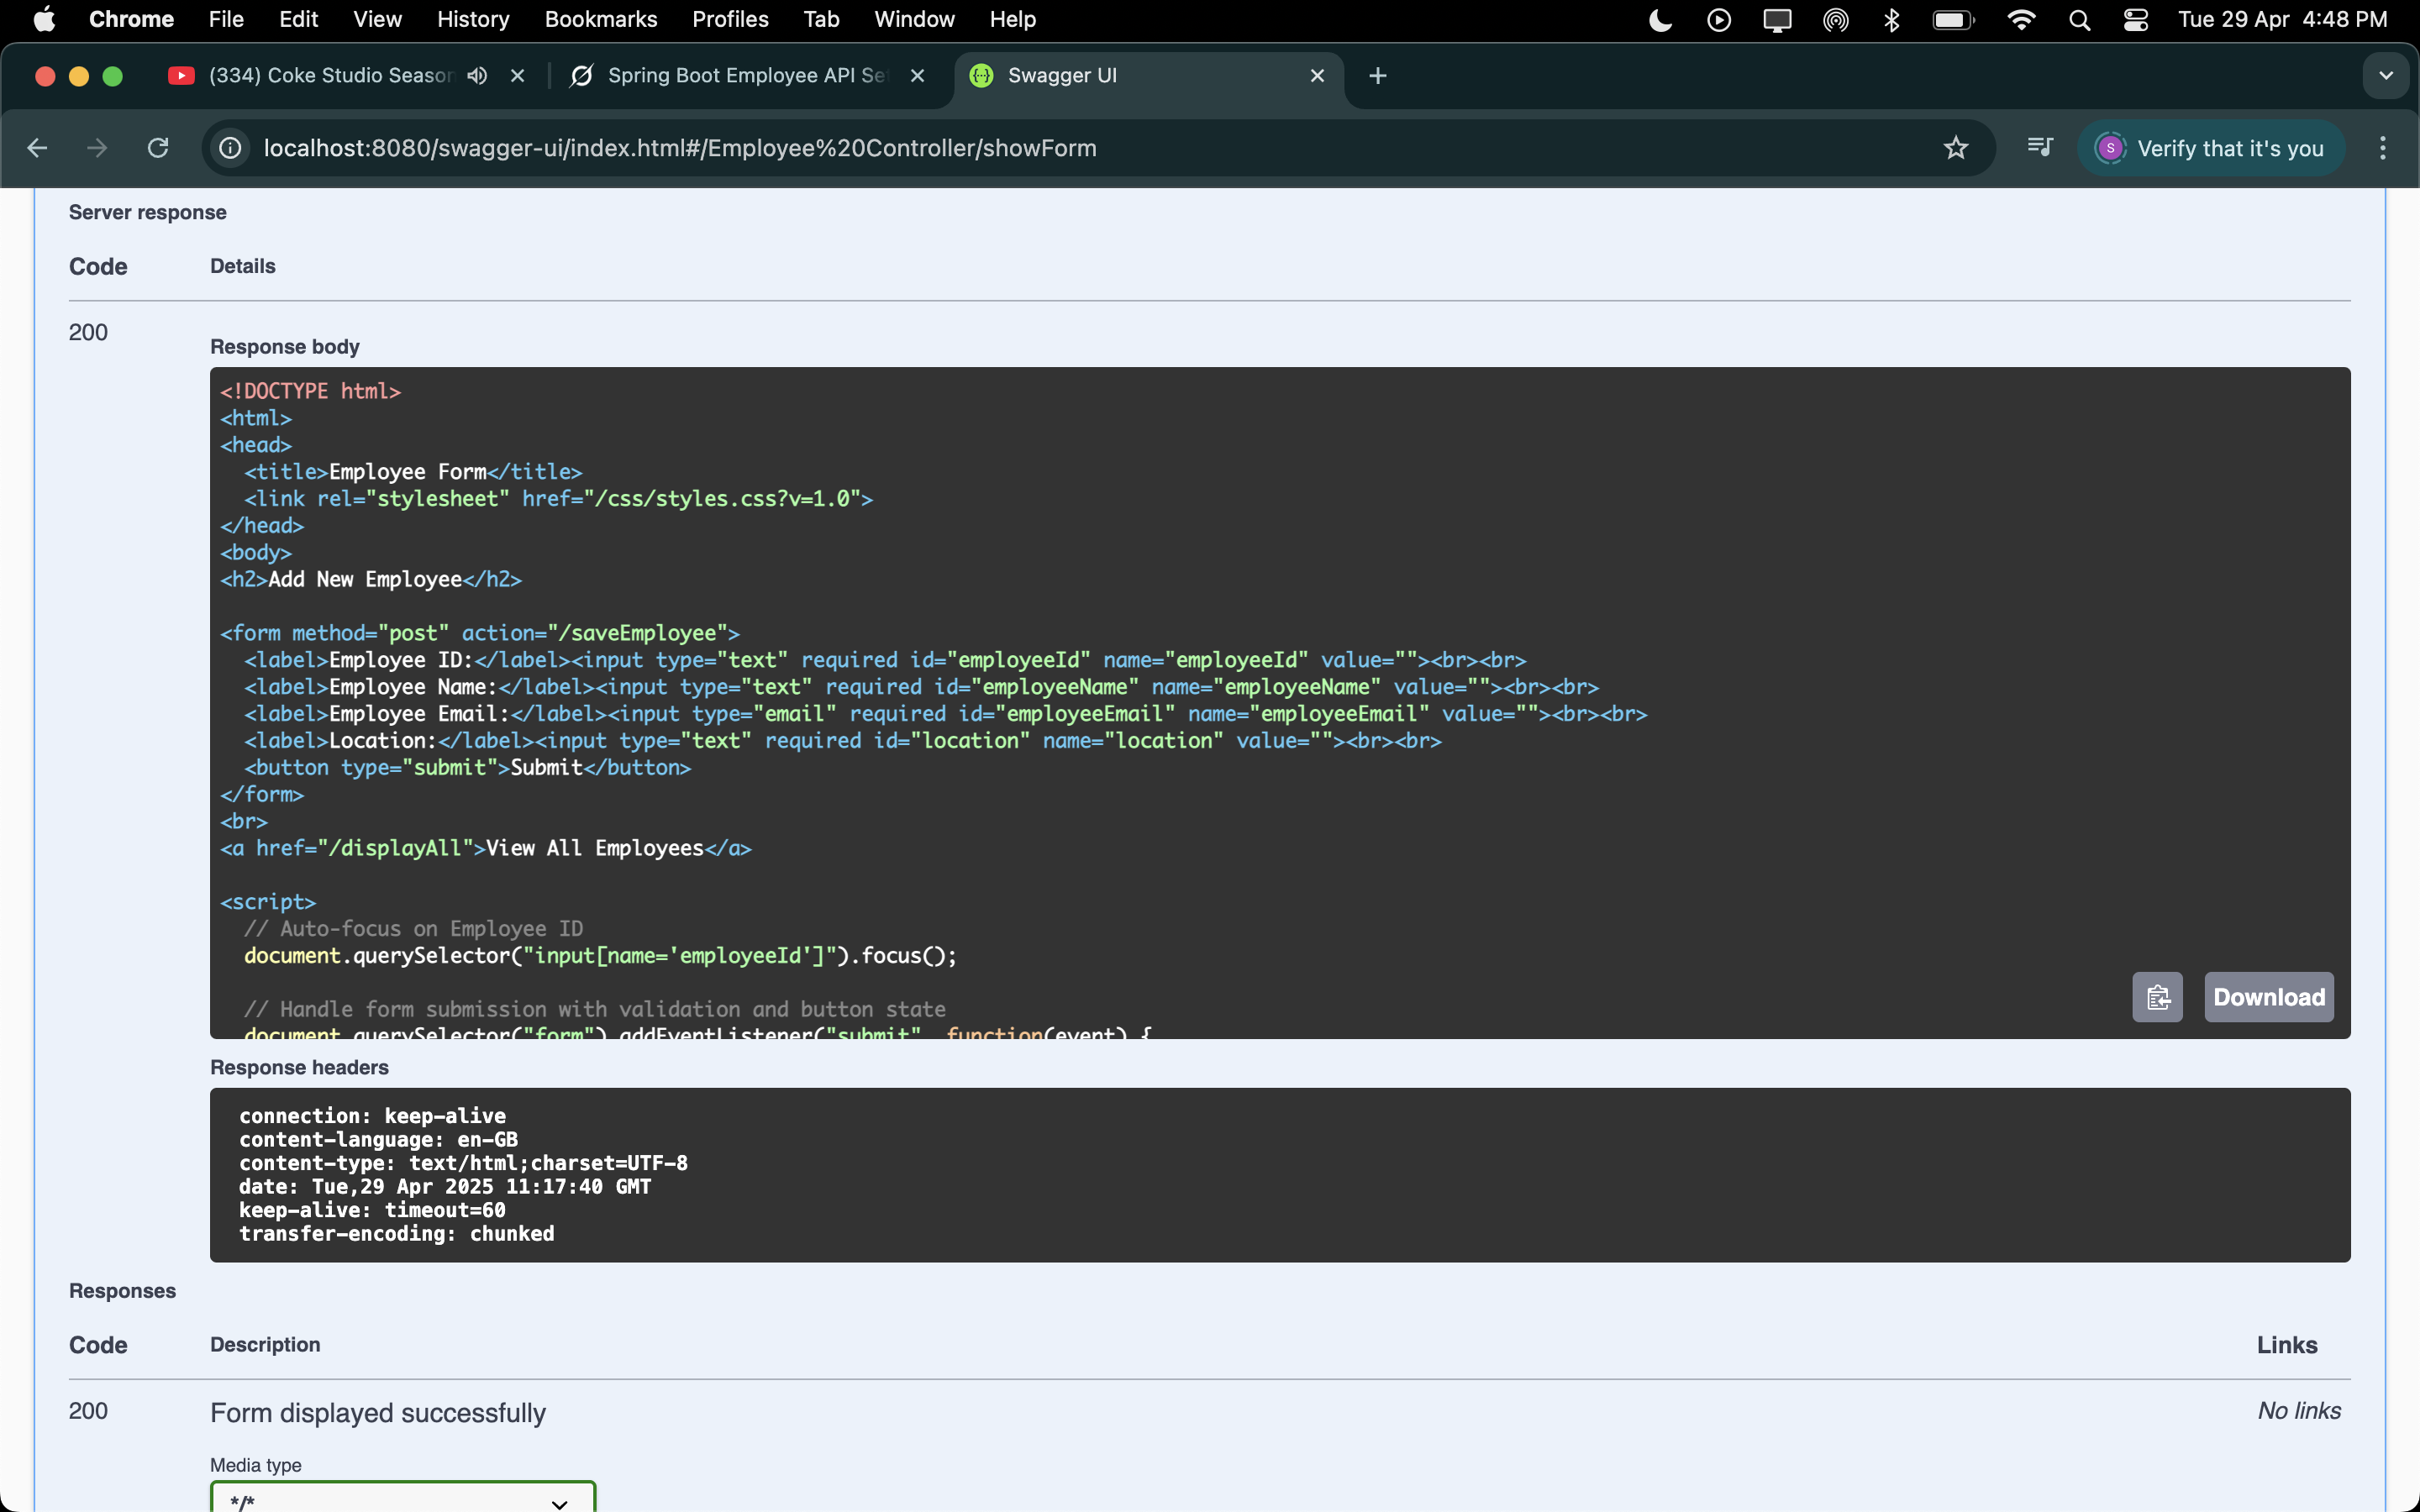 Chrome File Edit View History Bookmarks Profiles Tab Window Help Tue 29 Apr 4:48 PM
(334) Coke Studio Season Spring Boot Employee API Set Swagger UI
localhost:8080/swagger-ui/index.html#/Employee%20Controller/showForm S Verify that it's you
Server response
Code Details
200
Response body
<!DOCTYPE html>
<html>
<head>
  <title>Employee Form</title>
  <link rel="stylesheet" href="/css/styles.css?v=1.0">
</head>
<body>
<h2>Add New Employee</h2>
<form method="post" action="/saveEmployee">
  <label>Employee ID:</label><input type="text" required id="employeeId" name="employeeId" value=""><br><br>
  <label>Employee Name:</label><input type="text" required id="employeeName" name="employeeName" value=""><br><br>
  <label>Employee Email:</label><input type="email" required id="employeeEmail" name="employeeEmail" value=""><br><br>
  <label>Location:</label><input type="text" required id="location" name="location" value=""><br><br>
  <button type="submit">Submit</button>
</form>
<br>
<a href="/displayAll">View All Employees</a>
<script>
  // Auto-focus on Employee ID
  document.querySelector("input[name='employeeId']").focus();
  // Handle form submission with validation and button state
  document.querySelector("form").addEventListener("submit", function(event) {
Download
Response headers
connection: keep-alive
content-language: en-GB
content-type: text/html;charset=UTF-8
date: Tue,29 Apr 2025 11:17:40 GMT
keep-alive: timeout=60
transfer-encoding: chunked
Responses
Code Description Links
200 Form displayed successfully No links
Media type
*/*